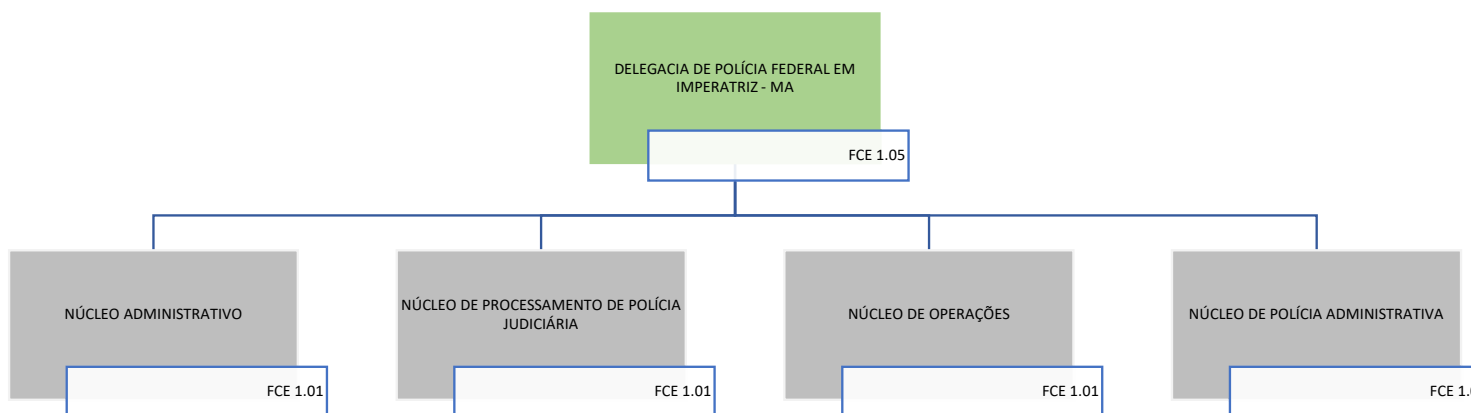 DELEGACIA DE POLÍCIA FEDERAL EM
IMPERATRIZ - MA
FCE 1.05
NÚCLEO ADMINISTRATIVO
FCE 1.01
NÚCLEO DE PROCESSAMENTO DE POLÍCIA
JUDICIÁRIA
FCE 1.01
NÚCLEO DE OPERAÇÕES
FCE 1.01
NÚCLEO DE POLÍCIA ADMINISTRATIVA
FCE